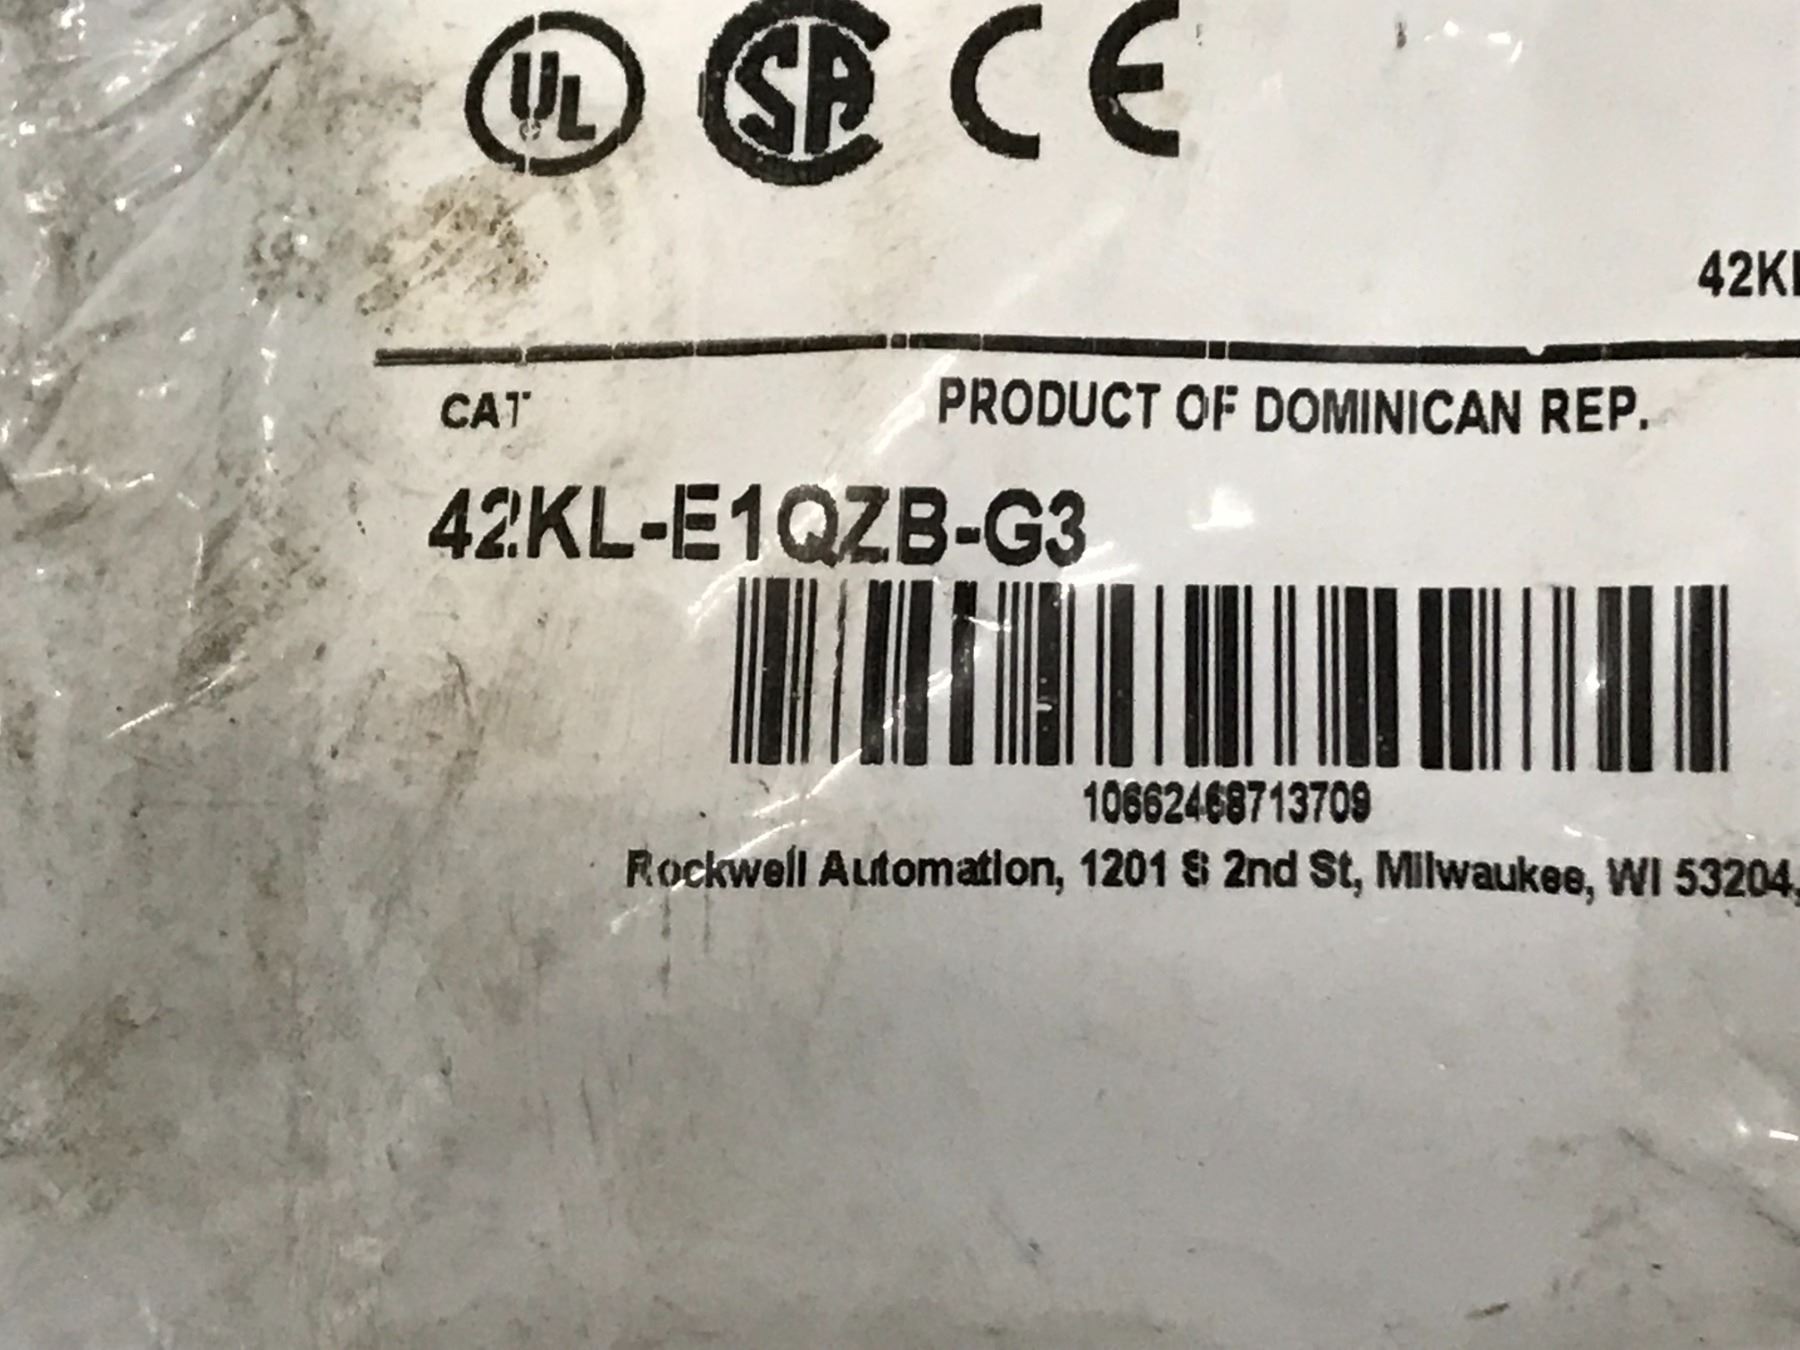 UL SA CE
42K
CAT PRODUCT OF DOMINICAN REP.
42KL-E1QZB-G3
10662468713709
Rockwell Automation, 1201 S 2nd St, Milwaukee, WI 53204,